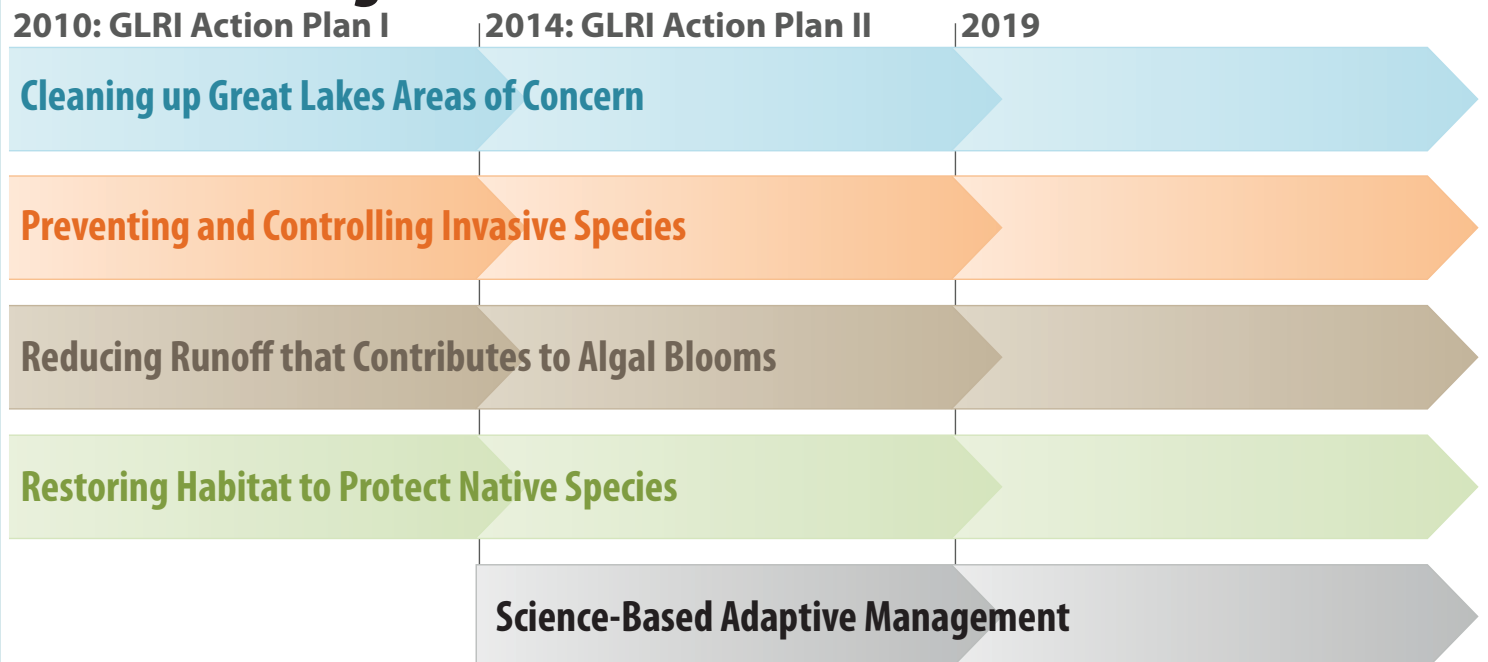 2010: GLRI Action Plan I
2014: GLRI Action Plan II
2019
Cleaning up Great Lakes Areas of Concern
Preventing and Controlling Invasive Species
Reducing Runoff that Contributes to Algal Blooms
Restoring Habitat to Protect Native Species
Science-Based Adaptive Management